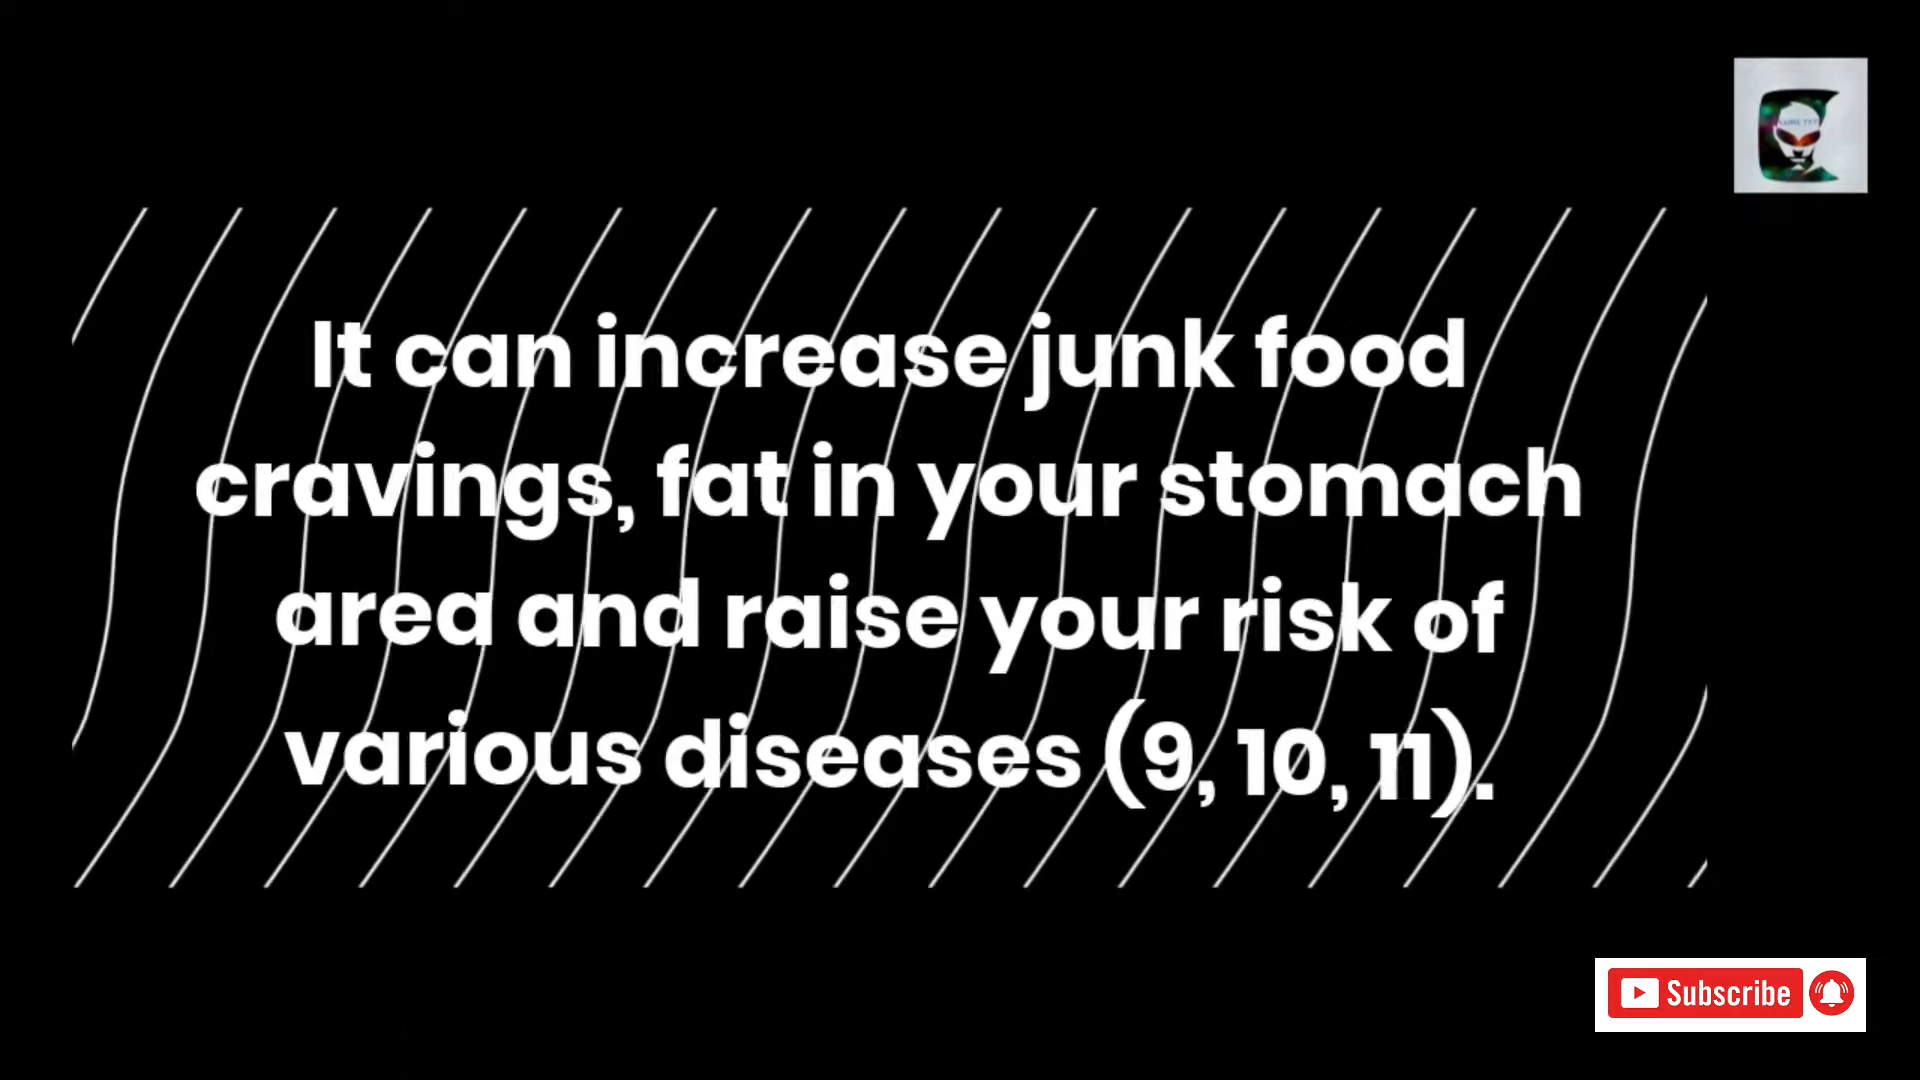 It can increase junk food
cravings, fat in your stomach
area and raise your risk of
various diseases (9, 10, 11).
Subscribe